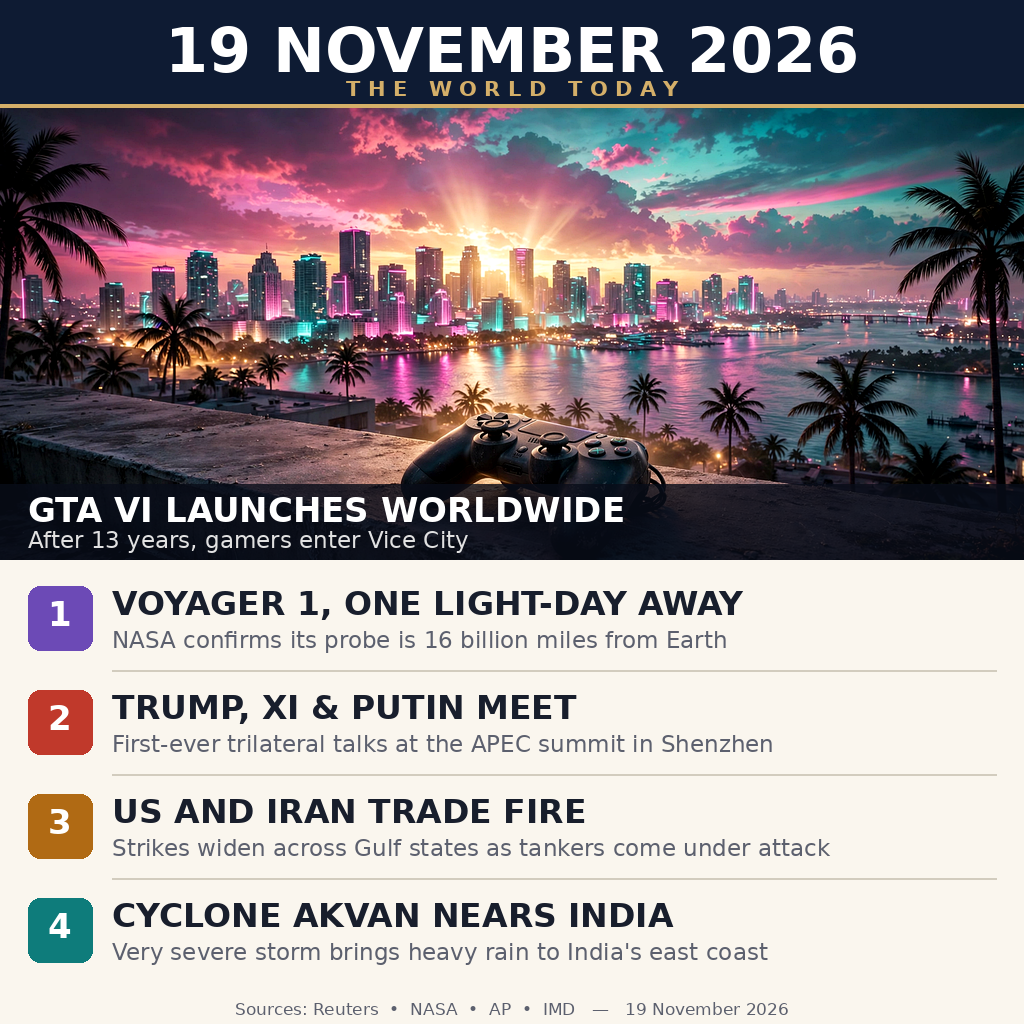 19 NOVEMBER 2026
THE WORLD TODAY
GTA VI LAUNCHES WORLDWIDE
After 13 years, gamers enter Vice City
1
VOYAGER 1, ONE LIGHT-DAY AWAY
NASA confirms its probe is 16 billion miles from Earth
2
TRUMP, XI & PUTIN MEET
First-ever trilateral talks at the APEC summit in Shenzhen
3
US AND IRAN TRADE FIRE
Strikes widen across Gulf states as tankers come under attack
4
CYCLONE AKVAN NEARS INDIA
Very severe storm brings heavy rain to India's east coast
Sources: Reuters • NASA • AP • IMD — 19 November 2026